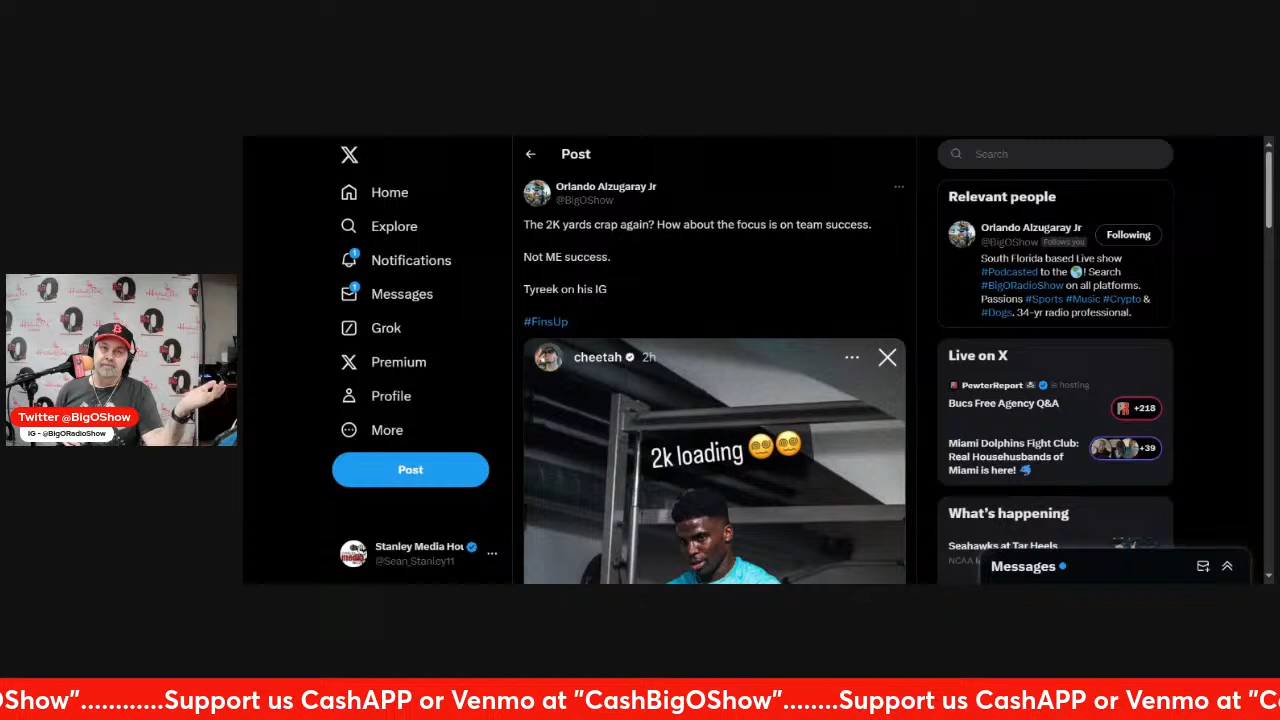 Post
Search
Home
Explore
1
Notifications
1
Messages
Grok
Premium
Profile
More
Post
Stanley Media Hou
@Sean_Stanley11
Orlando Alzugaray Jr
@BigOShow
The 2K yards crap again? How about the focus is on team success.
Not ME success.
Tyreek on his IG
#FinsUp
cheetah 2h
2k loading
Relevant people
Orlando Alzugaray Jr
@BigOShow Follows you
Following
South Florida based Live show
#Podcasted to the 🌎! Search
#BigORadioShow on all platforms.
Passions #Sports #Music #Crypto &
#Dogs. 34-yr radio professional.
Live on X
PewterReport is hosting
Bucs Free Agency Q&A
+218
Miami Dolphins Fight Club:
Real Househusbands of
Miami is here!
+39
What's happening
Seahawks at Tar Heels
Messages
Twitter @BigOShow
IG - @BigORadioShow
OShow"............Support us CashAPP or Venmo at "CashBigOShow"........Support us CashAPP or Venmo at "C